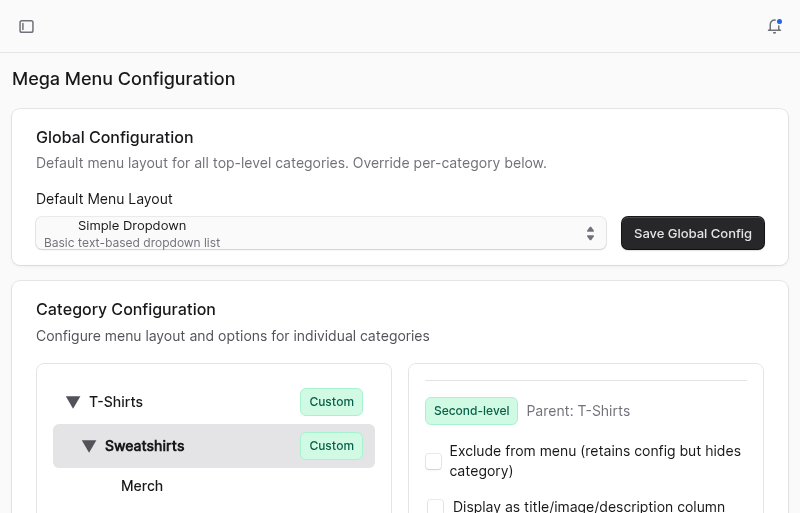 Mega Menu Configuration
Global Configuration
Default menu layout for all top-level categories. Override per-category below.
Default Menu Layout
Simple Dropdown
Basic text-based dropdown list
Save Global Config
Category Configuration
Configure menu layout and options for individual categories
T-Shirts
Custom
Sweatshirts
Custom
Merch
Second-level
Parent: T-Shirts
Exclude from menu (retains config but hides
category)
Display as title/image/description column